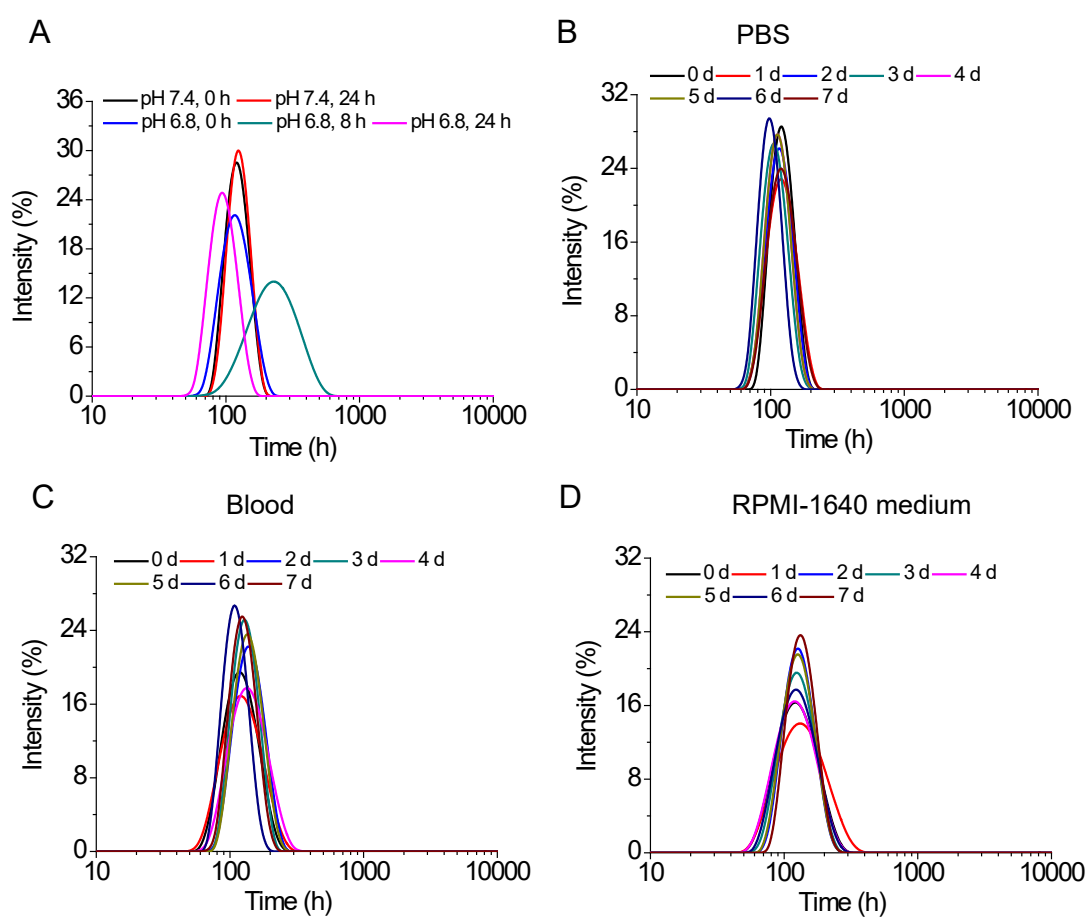 A
pH 7.4, 0 h pH 7.4, 24 h
pH 6.8, 0 h pH 6.8, 8 h pH 6.8, 24 h
36
30
24
18
12
6
0
Intensity (%)
10 100 1000 10000
Time (h)
B
PBS
0 d 1 d 2 d 3 d 4 d
5 d 6 d 7 d
32
24
16
8
0
Intensity (%)
10 100 1000 10000
Time (h)
C
Blood
0 d 1 d 2 d 3 d 4 d
5 d 6 d 7 d
32
24
16
8
0
Intensity (%)
10 100 1000 10000
Time (h)
D
RPMI-1640 medium
0 d 1 d 2 d 3 d 4 d
5 d 6 d 7 d
32
24
16
8
0
Intensity (%)
10 100 1000 10000
Time (h)